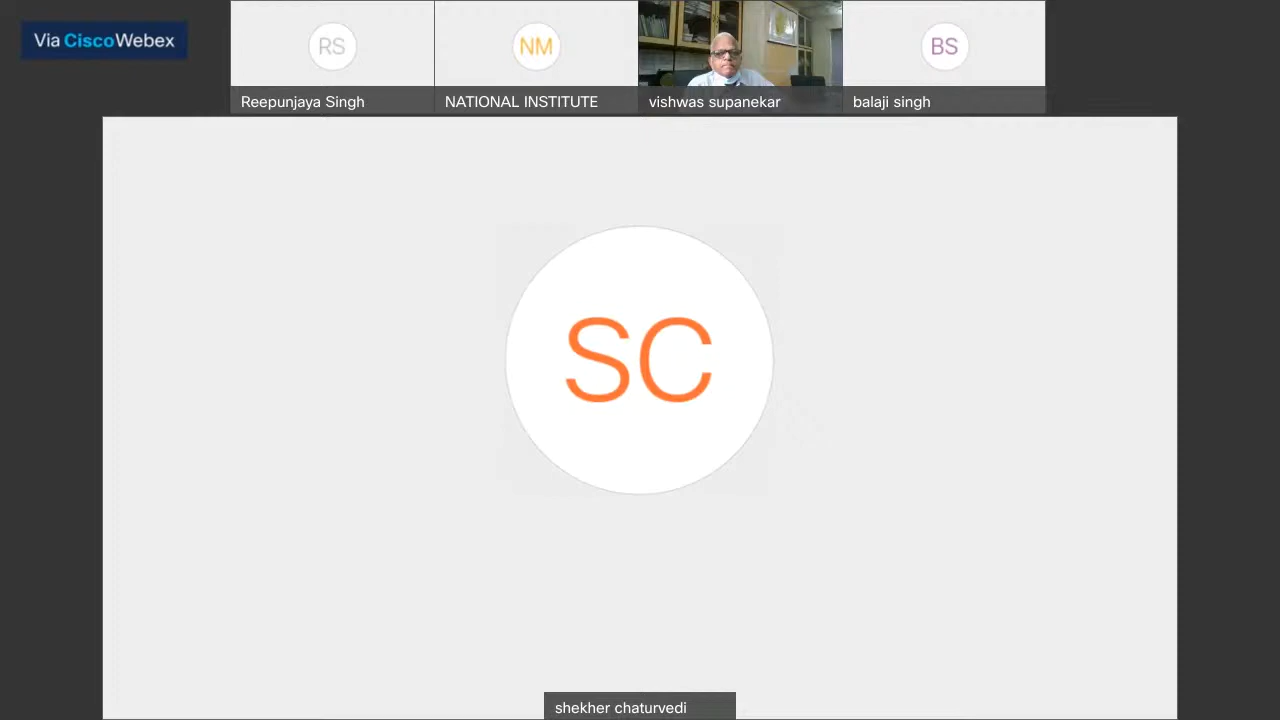 Via CiscoWebex
RS
NM
BS
Reepunjaya Singh
NATIONAL INSTITUTE
vishwas supanekar
balaji singh
SC
shekher chaturvedi